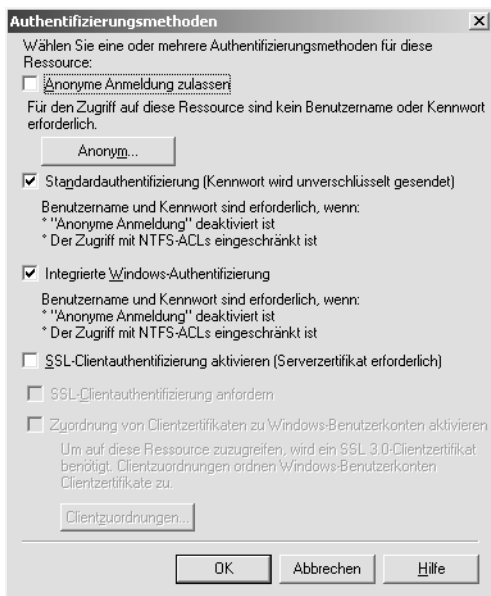 Authentifizierungsmethoden
Wählen Sie eine oder mehrere Authentifizierungsmethoden für diese
Ressource:
Anonyme Anmeldung zulassen
Für den Zugriff auf diese Ressource sind kein Benutzername oder Kennwort
erforderlich.
Anonym...
Standardauthentifizierung (Kennwort wird unverschlüsselt gesendet)
Benutzername und Kennwort sind erforderlich, wenn:
* "Anonyme Anmeldung" deaktiviert ist
* Der Zugriff mit NTFS-ACLs eingeschränkt ist
Integrierte Windows-Authentifizierung
Benutzername und Kennwort sind erforderlich, wenn:
* "Anonyme Anmeldung" deaktiviert ist
* Der Zugriff mit NTFS-ACLs eingeschränkt ist
SSL-Clientauthentifizierung aktivieren (Serverzertifikat erforderlich)
SSL-Clientauthentifizierung anfordern
Zuordnung von Clientzertifikaten zu Windows-Benutzerkonten aktivieren
Um auf diese Ressource zuzugreifen, wird ein SSL 3.0-Clientzertifikat
benötigt. Clientzuordnungen ordnen Windows-Benutzerkonten
Clientzertifikate zu.
Clientzuordnungen...
OK Abbrechen Hilfe